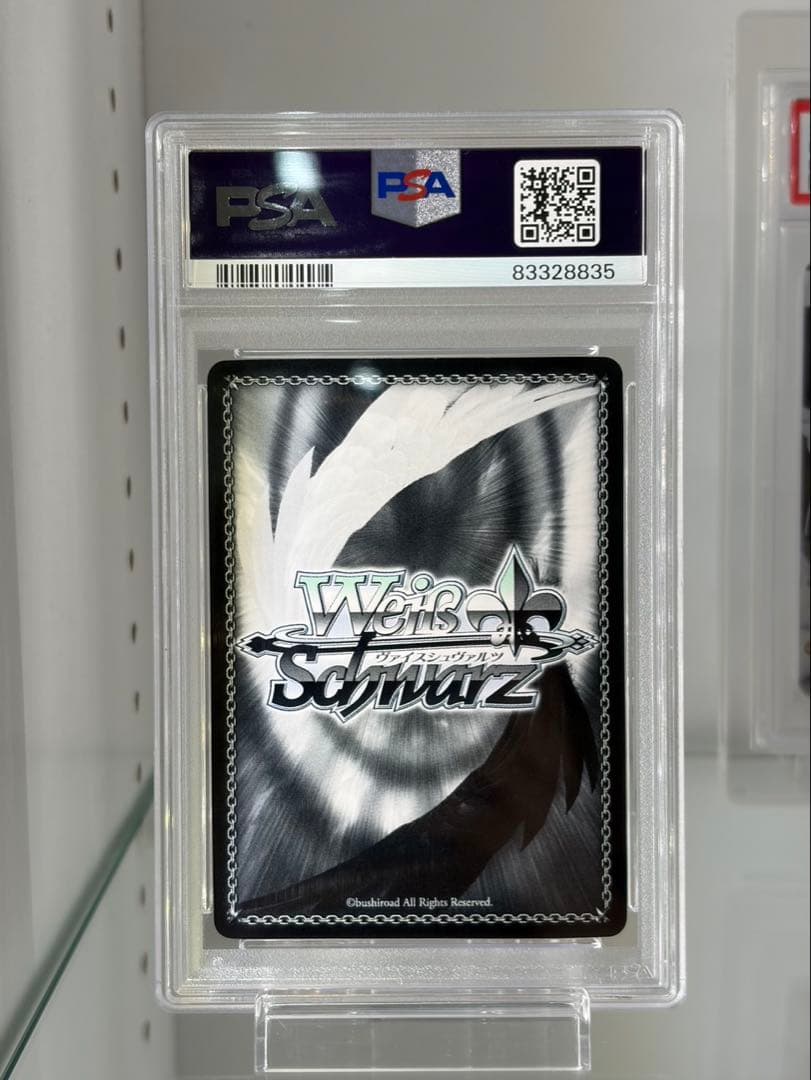 PSA
PSA
83328835
Weiß
ヴァイスシュヴァルツ
Schwarz
©bushiroad All Rights Reserved.
PSA